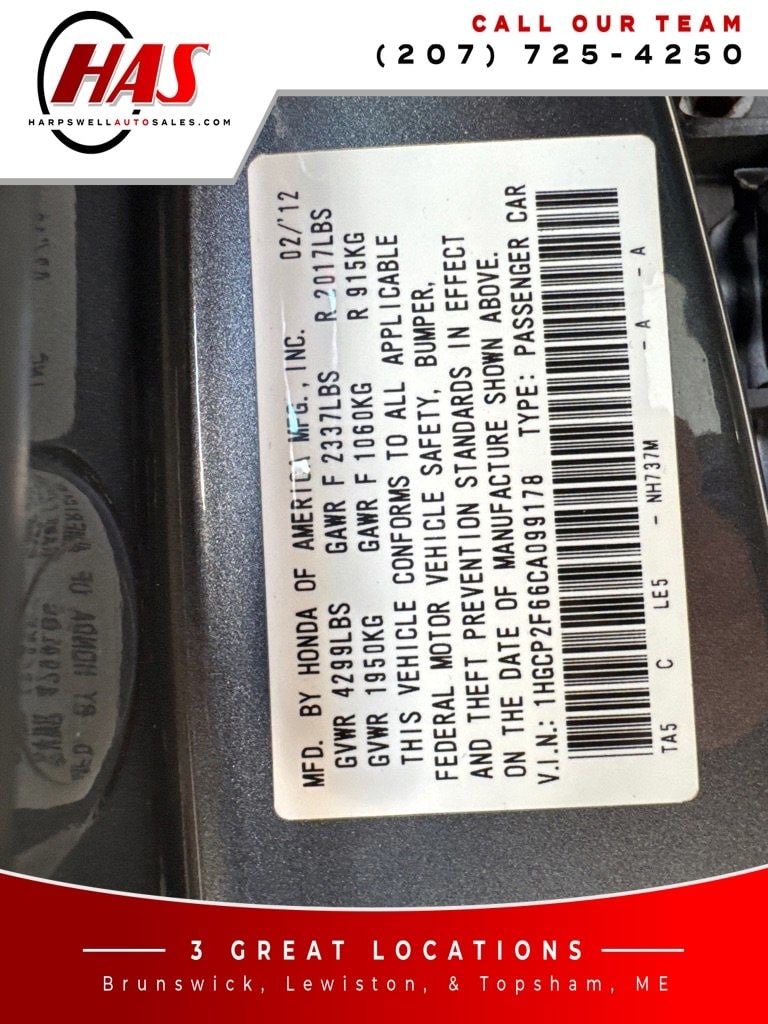 HAS
HARPSWELLAUTOSALES.COM
CALL OUR TEAM
(207) 725-4250
MFD. BY HONDA OF AMERICA MFG., INC. 02/'12
GVWR 4299LBS GAWR F 2337LBS R 2017LBS
GVWR 1950KG GAWR F 1060KG R 915KG
THIS VEHICLE CONFORMS TO ALL APPLICABLE
FEDERAL MOTOR VEHICLE SAFETY, BUMPER,
AND THEFT PREVENTION STANDARDS IN EFFECT
ON THE DATE OF MANUFACTURE SHOWN ABOVE.
V.I.N.: 1HGCP2F66CA099178 TYPE: PASSENGER CAR
TA5 C LE5 - NH737M - A - A
3 GREAT LOCATIONS
Brunswick, Lewiston, & Topsham, ME